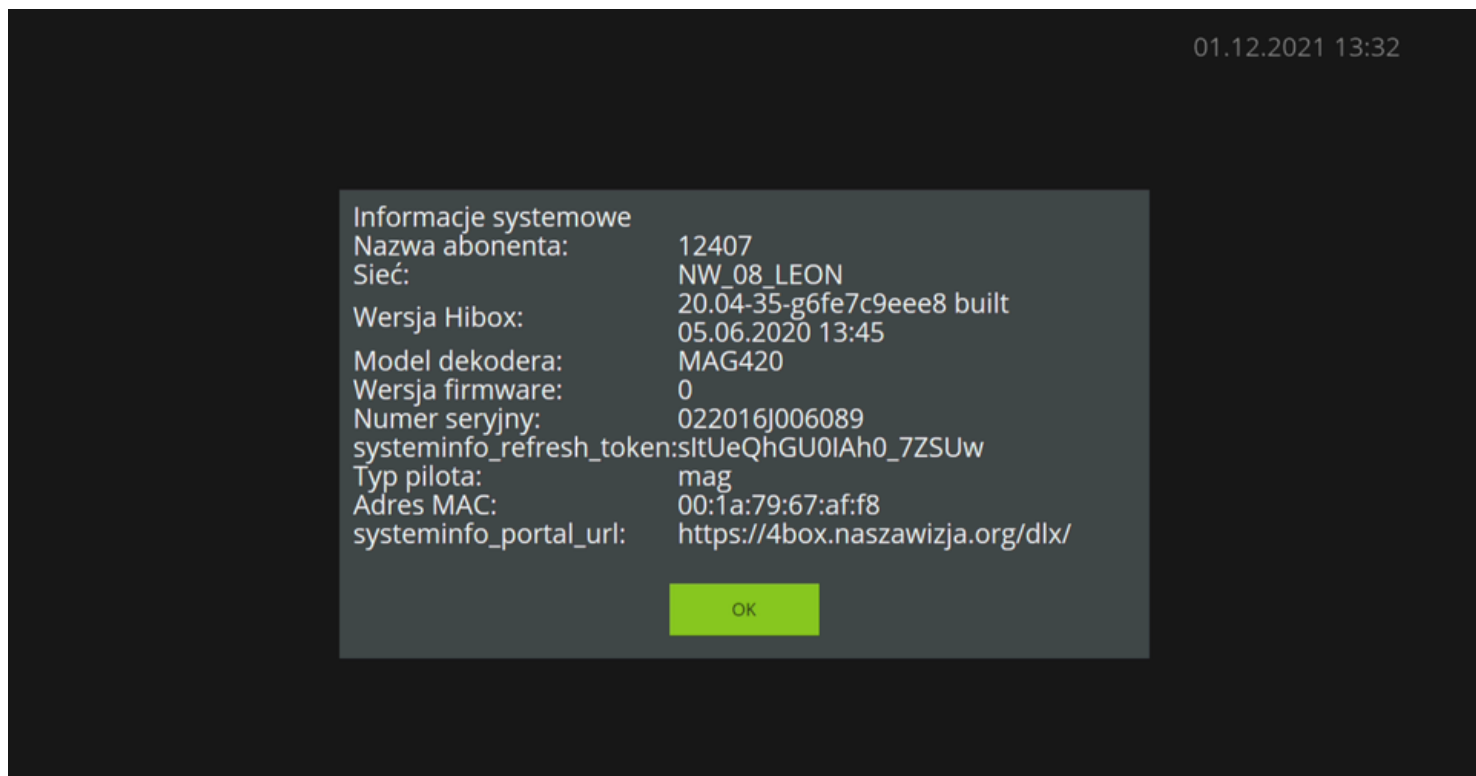 01.12.2021 13:32
Informacje systemowe
Nazwa abonenta: 12407
Sieć: NW_08_LEON
Wersja Hibox: 20.04-35-g6fe7c9eee8 built
05.06.2020 13:45
Model dekodera: MAG420
Wersja firmware: 0
Numer seryjny: 022016J006089
systeminfo_refresh_token:sItUeQhGU0IAh0_7ZSUw
Typ pilota: mag
Adres MAC: 00:1a:79:67:af:f8
systeminfo_portal_url: https://4box.naszawizja.org/dlx/
OK